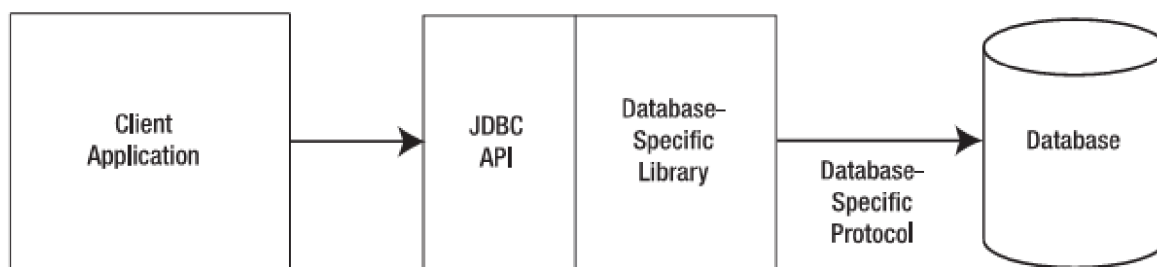 Client
Application
JDBC
API
Database–
Specific
Library
Database–
Specific
Protocol
Database